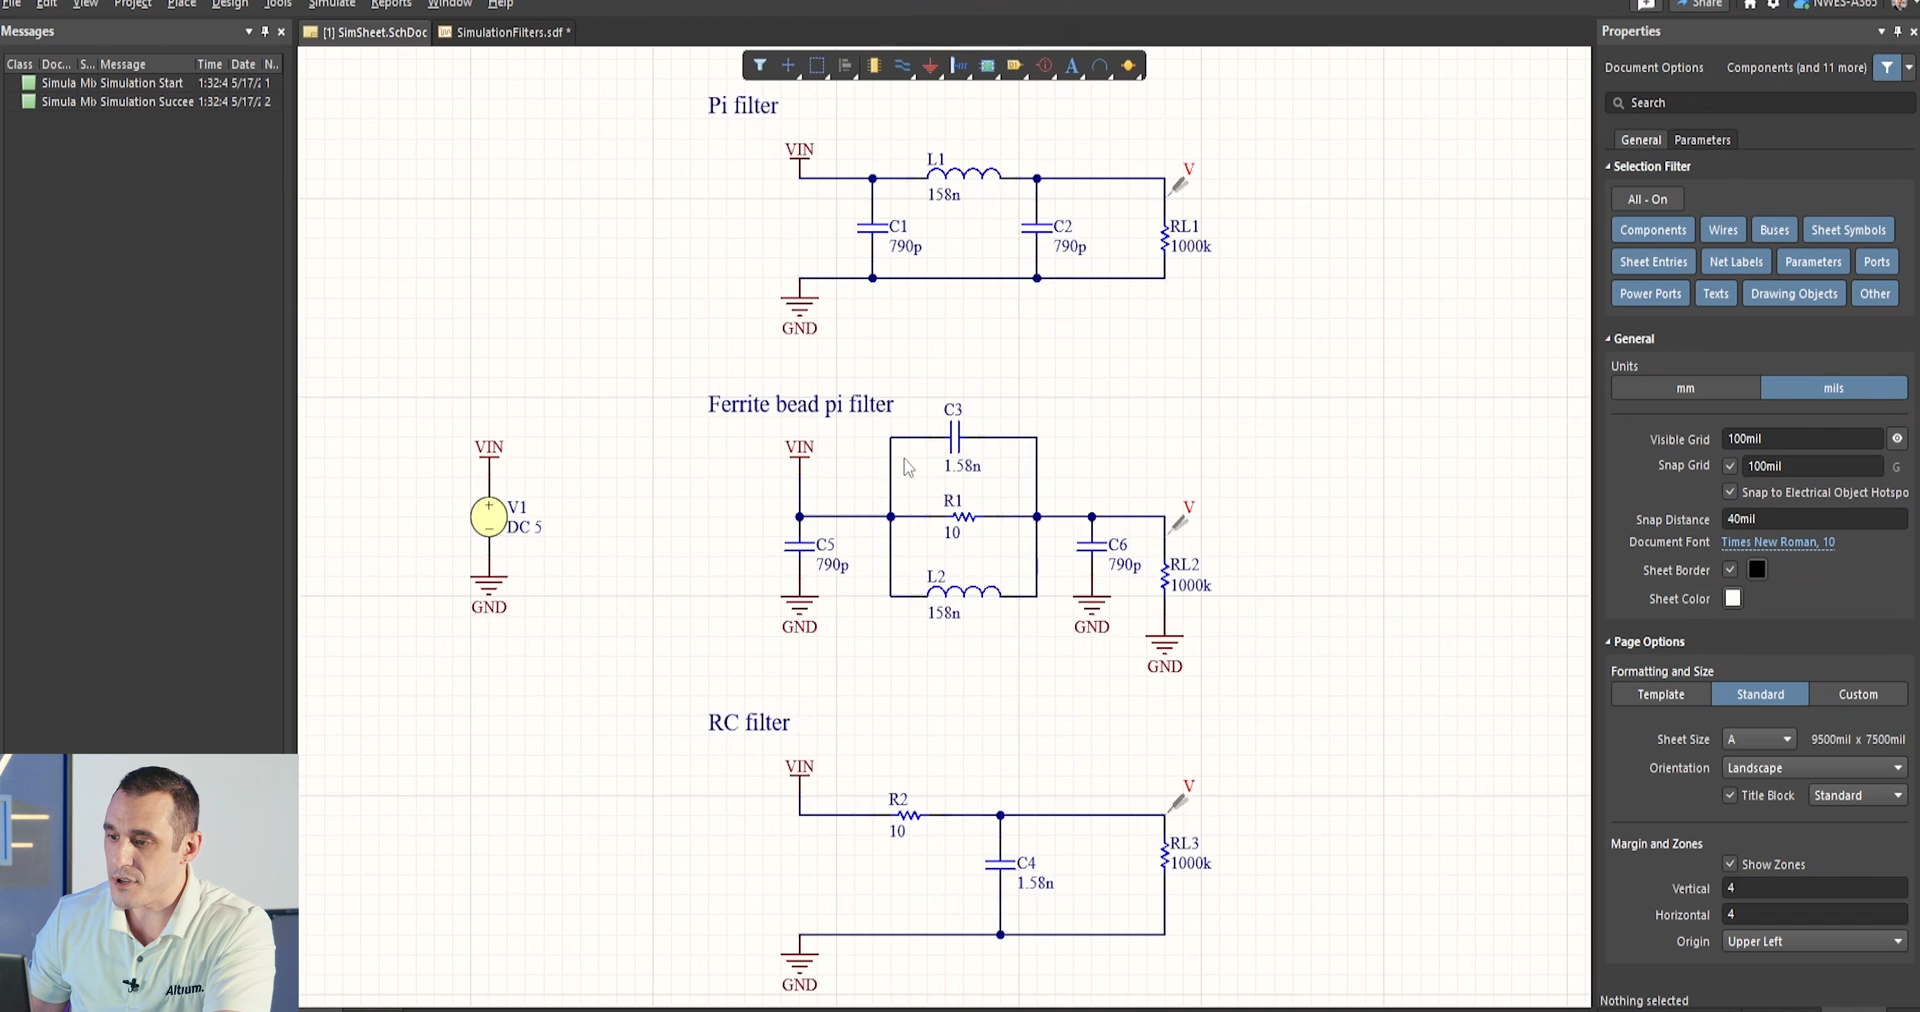 File Edit View Project Place Design Tools Simulate Reports Window Help Share NWES-A365
Messages
[1] SimSheet.SchDoc SimulationFilters.sdf *
Properties
Class Doc... S... Message Time Date N..
Simula Mix Simulation Start 1:32:4 5/17/2 1
Simula Mix Simulation Succee 1:32:4 5/17/2 2
Pi filter
VIN
L1
158n
V
C1
790p
C2
790p
RL1
1000k
GND
Ferrite bead pi filter
C3
1.58n
VIN
VIN
V1
DC 5
GND
R1
10
V
C5
790p
C6
790p
RL2
1000k
L2
158n
GND
GND
GND
RC filter
VIN
R2
10
V
C4
1.58n
RL3
1000k
GND
Altium.
Document Options Components (and 11 more)
Search
General Parameters
Selection Filter
All - On
Components Wires Buses Sheet Symbols
Sheet Entries Net Labels Parameters Ports
Power Ports Texts Drawing Objects Other
General
Units
mm mils
Visible Grid 100mil
Snap Grid 100mil G
Snap to Electrical Object Hotspo
Snap Distance 40mil
Document Font Times New Roman, 10
Sheet Border
Sheet Color
Page Options
Formatting and Size
Template Standard Custom
Sheet Size A 9500mil x 7500mil
Orientation Landscape
Title Block Standard
Margin and Zones
Show Zones
Vertical 4
Horizontal 4
Origin Upper Left
Nothing selected